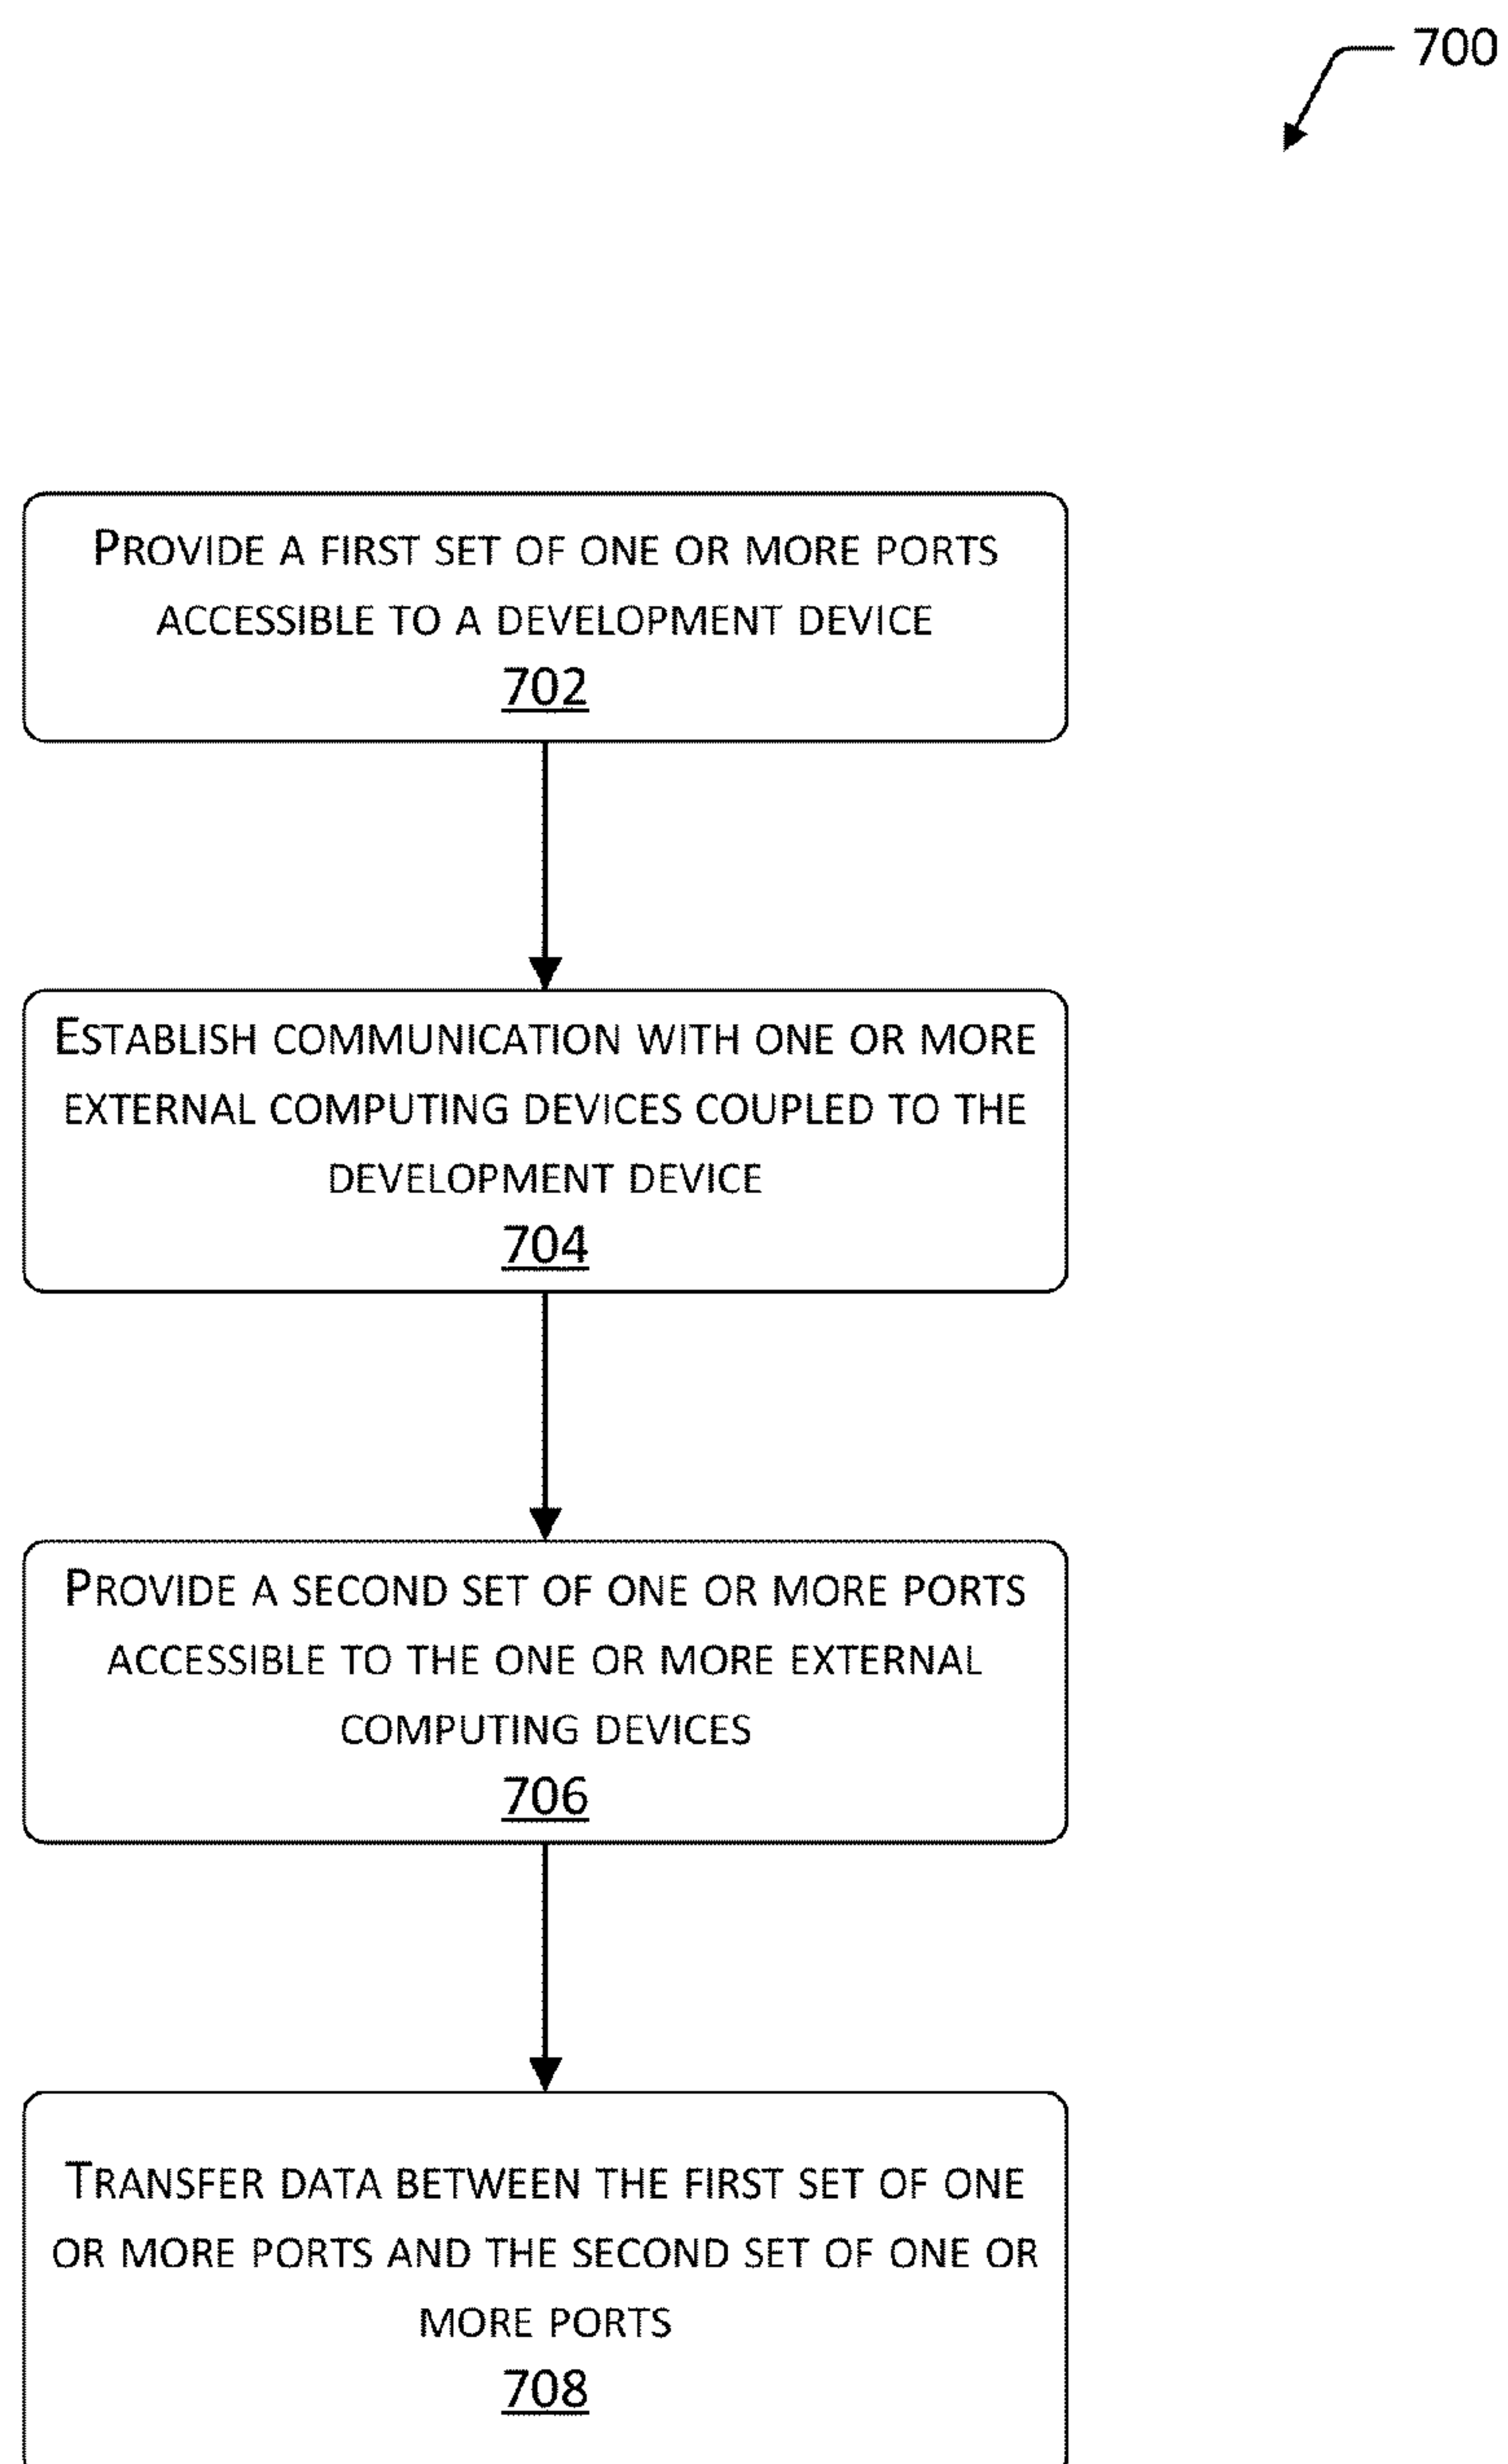 700
Provide a first set of one or more ports
accessible to a development device
702
Establish communication with one or more
external computing devices coupled to the
development device
704
Provide a second set of one or more ports
accessible to the one or more external
computing devices
706
Transfer data between the first set of one
or more ports and the second set of one or
more ports
708